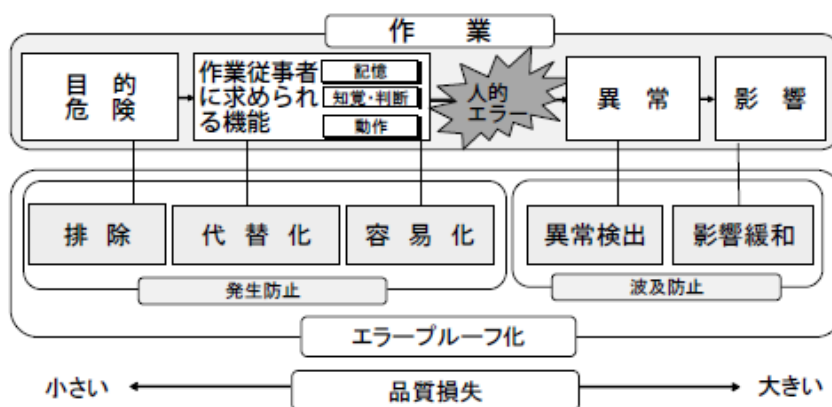 作　業
目　的
危　険
作業従事者
に求められ
る機能
記憶
知覚・判断
動作
人的
エラー
異　常
影　響
排　除
代　替　化
容　易　化
異常検出
影響緩和
発生防止
波及防止
エラープルーフ化
小さい
品質損失
大きい